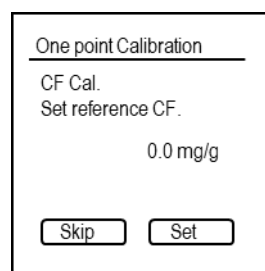 One point Calibration
CF Cal.
Set reference CF.
0.0 mg/g
Skip Set